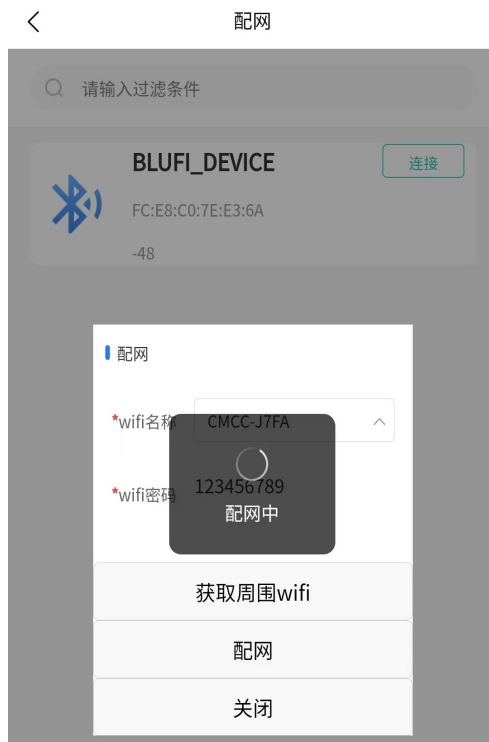 配网
请输入过滤条件
BLUFI_DEVICE
连接
FC:E8:C0:7E:E3:6A
-48
配网
*wifi名称 CMCC-J7FA
*wifi密码 123456789
配网中
获取周围wifi
配网
关闭